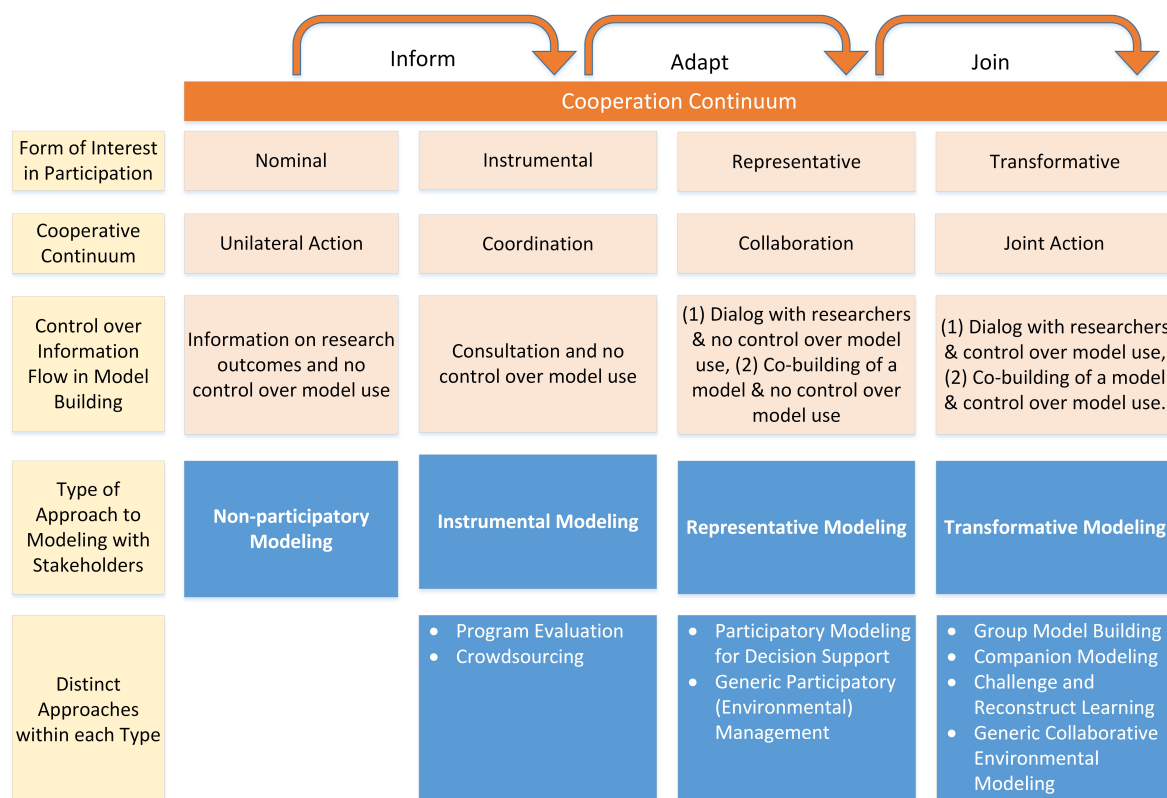 Inform
Adapt
Join
Cooperation Continuum
Form of Interest
in Participation
Nominal
Instrumental
Representative
Transformative
Cooperative
Continuum
Unilateral Action
Coordination
Collaboration
Joint Action
Control over
Information
Flow in Model
Building
Information on research
outcomes and no
control over model use
Consultation and no
control over model use
(1) Dialog with researchers
& no control over model
use, (2) Co-building of a
model & no control over
model use
(1) Dialog with researchers
& control over model use,
(2) Co-building of a model
& control over model use.
Type of
Approach to
Modeling with
Stakeholders
Non-participatory
Modeling
Instrumental Modeling
Representative Modeling
Transformative Modeling
Distinct
Approaches
within each Type
• Program Evaluation
• Crowdsourcing
• Participatory Modeling
for Decision Support
• Generic Participatory
(Environmental)
Management
• Group Model Building
• Companion Modeling
• Challenge and
Reconstruct Learning
• Generic Collaborative
Environmental
Modeling